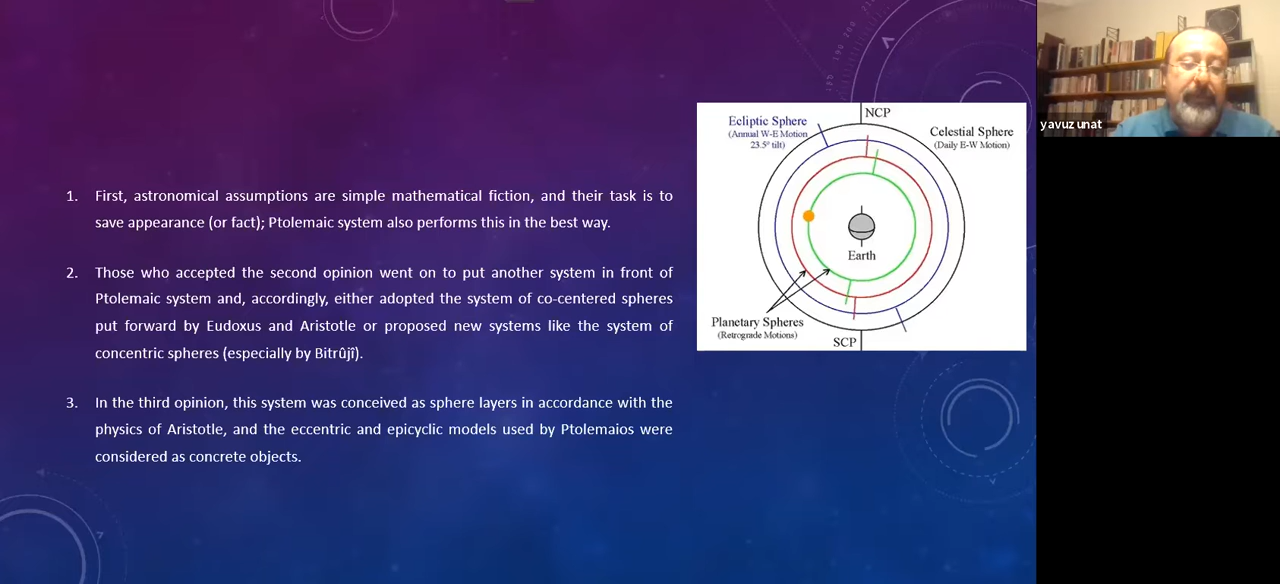 1. First, astronomical assumptions are simple mathematical fiction, and their task is to
save appearance (or fact); Ptolemaic system also performs this in the best way.
2. Those who accepted the second opinion went on to put another system in front of
Ptolemaic system and, accordingly, either adopted the system of co-centered spheres
put forward by Eudoxus and Aristotle or proposed new systems like the system of
concentric spheres (especially by Bitrûjî).
3. In the third opinion, this system was conceived as sphere layers in accordance with the
physics of Aristotle, and the eccentric and epicyclic models used by Ptolemaios were
considered as concrete objects.
NCP
Ecliptic Sphere
(Annual W-E Motion
23.5° tilt)
Celestial Sphere
(Daily E-W Motion)
Earth
Planetary Spheres
(Retrograde Motions)
SCP
yavuz unat